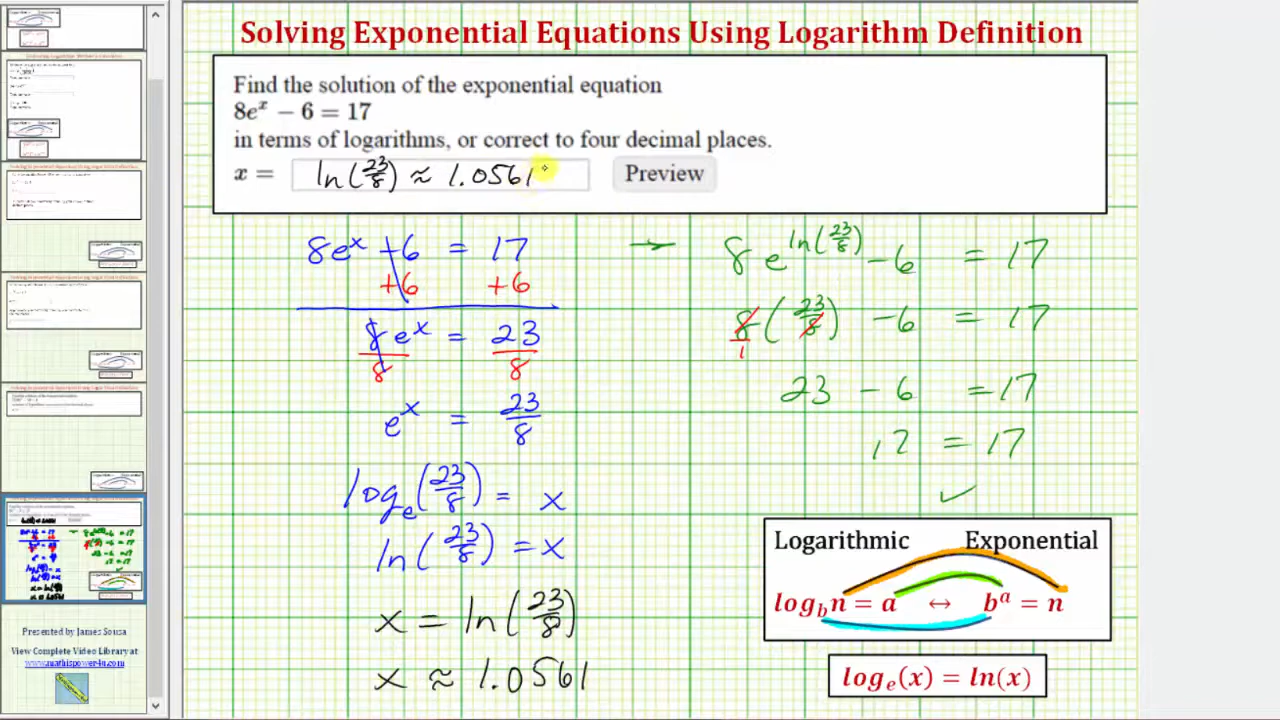 Solving Exponential Equations Using Logarithm Definition
Find the solution of the exponential equation
8e^x − 6 = 17
in terms of logarithms, or correct to four decimal places.
x = ln(23/8) ≈ 1.0561 Preview
8e^x +6 = 17
+6 +6
8e^x = 23
8 8
e^x = 23/8
log_e(23/8) = x
ln(23/8) = x
x = ln(23/8)
x ≈ 1.0561
→ 8e^ln(23/8) −6 = 17
8(23/8) −6 = 17
1
23 −6 = 17
17 = 17
✓
Logarithmic Exponential
log_b n = a ↔ b^a = n
log_e(x) = ln(x)
Presented by James Sousa
View Complete Video Library at
www.mathispower4u.com